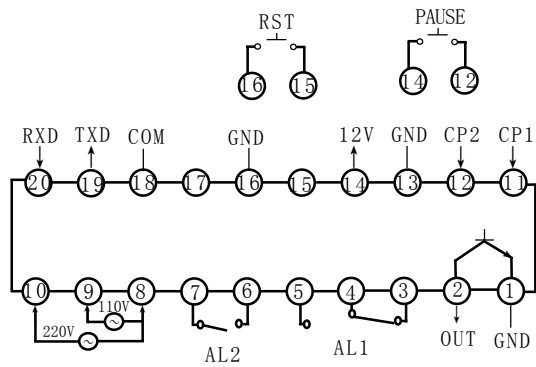 RST
PAUSE
16 15
14 12
RXD TXD COM GND 12V GND CP2 CP1
20 19 18 17 16 15 14 13 12 11
10 9 8 7 6 5 4 3 2 1
110V
220V
AL2
AL1
OUT
GND